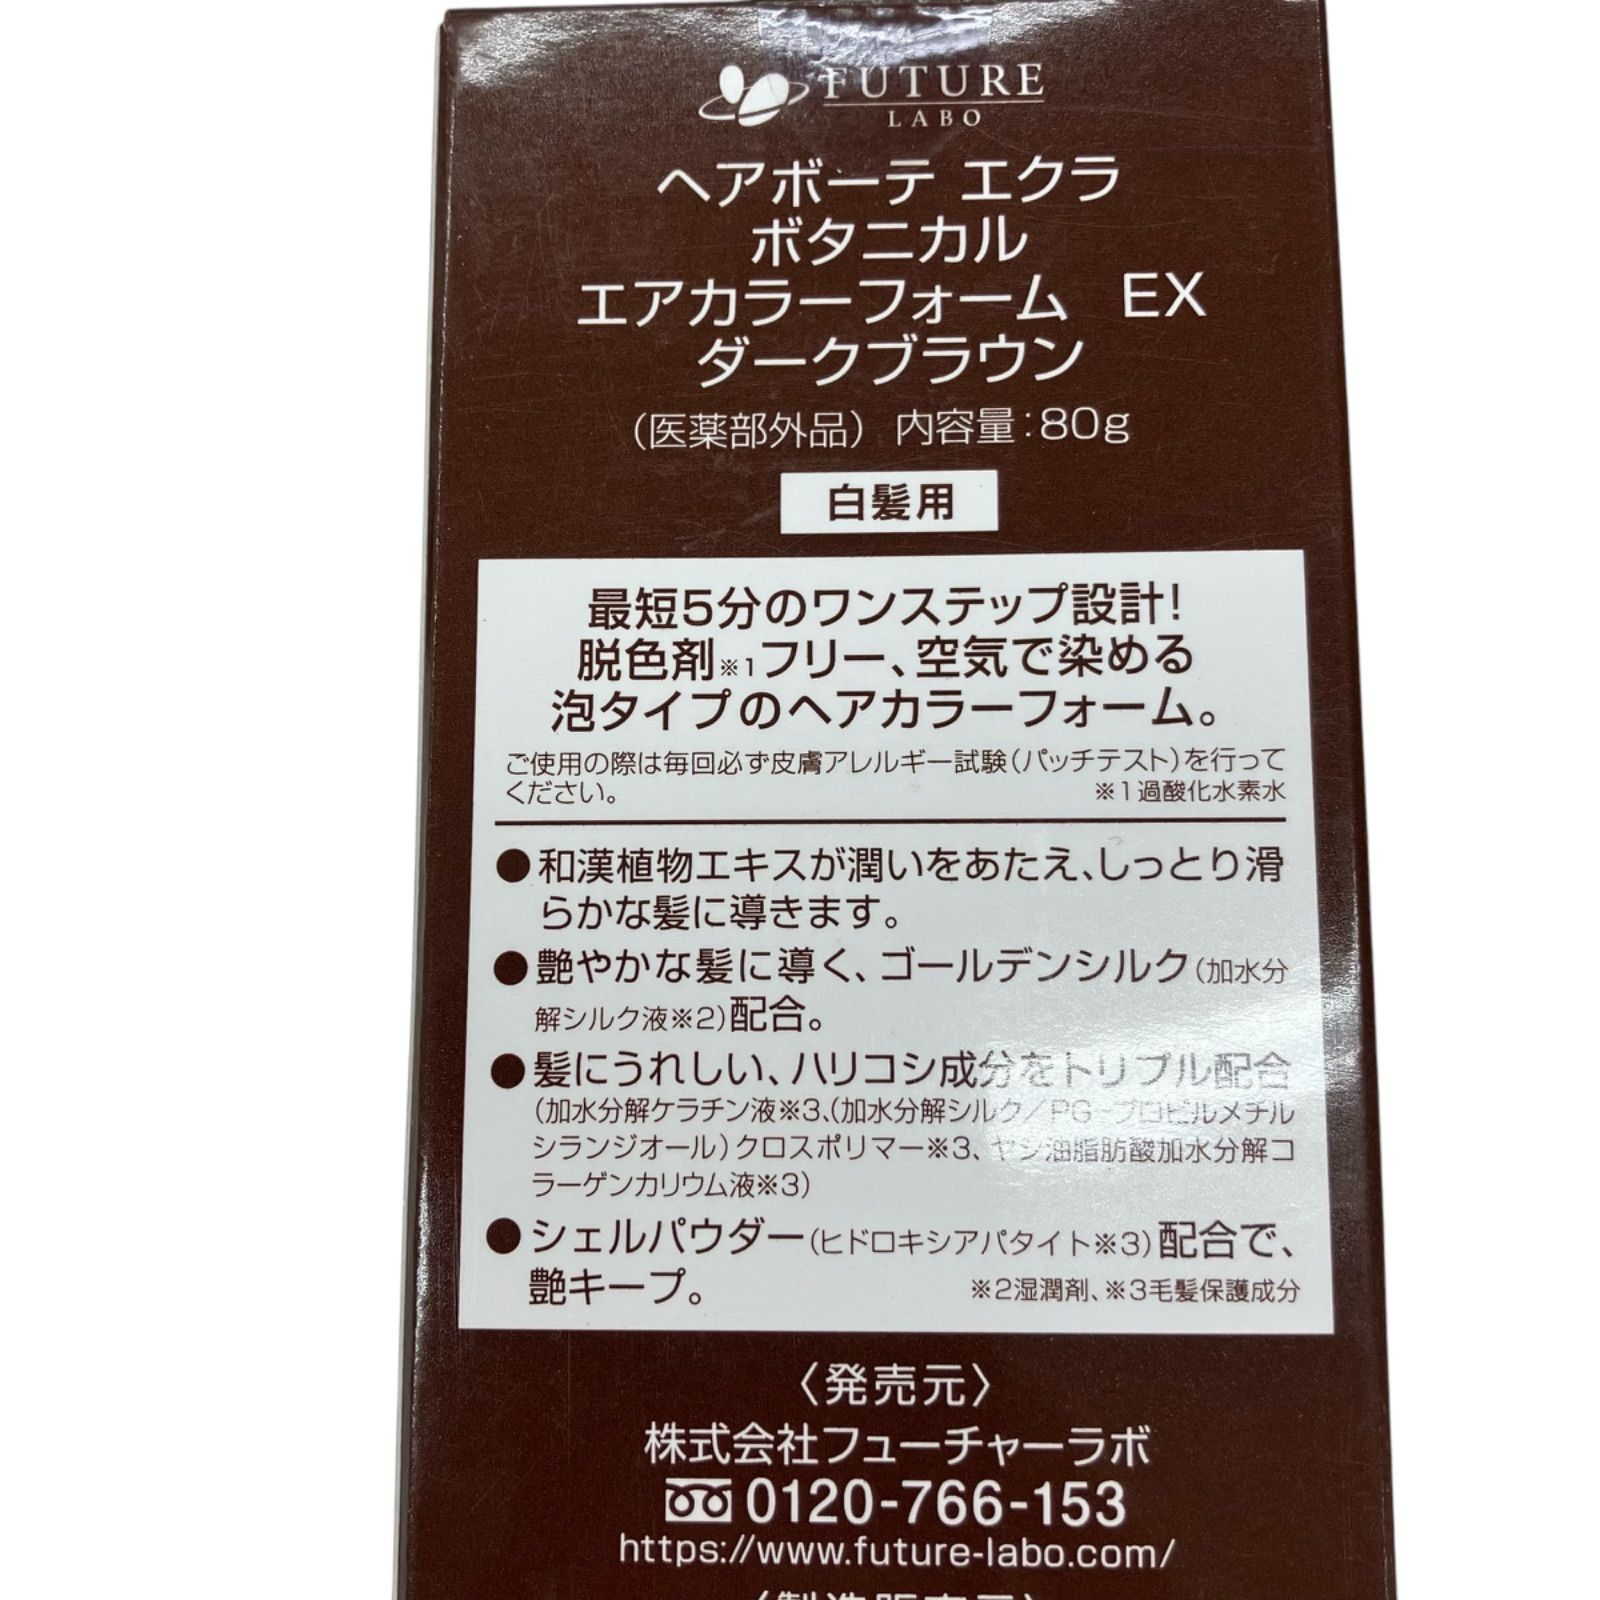 FUTURE
LABO
ヘアボーテ エクラ
ボタニカル
エアカラーフォーム EX
ダークブラウン
(医薬部外品) 内容量:80g
白髪用
最短5分のワンステップ設計!
脱色剤※1フリー、空気で染める
泡タイプのヘアカラーフォーム。
ご使用の際は毎回必ず皮膚アレルギー試験(パッチテスト)を行って
ください。 ※1過酸化水素水
●和漢植物エキスが潤いをあたえ、しっとり滑
らかな髪に導きます。
●艶やかな髪に導く、ゴールデンシルク(加水分
解シルク液※2)配合。
●髪にうれしい、ハリコシ成分をトリプル配合
(加水分解ケラチン液※3、(加水分解シルク/PG-プロピルメチル
シランジオール)クロスポリマー※3、ヤシ油脂肪酸加水分解コ
ラーゲンカリウム液※3)
●シェルパウダー(ヒドロキシアパタイト※3)配合で、
艶キープ。 ※2湿潤剤、※3毛髪保護成分
〈発売元〉
株式会社フューチャーラボ
0120-766-153
https://www.future-labo.com/
〈製造販売元〉